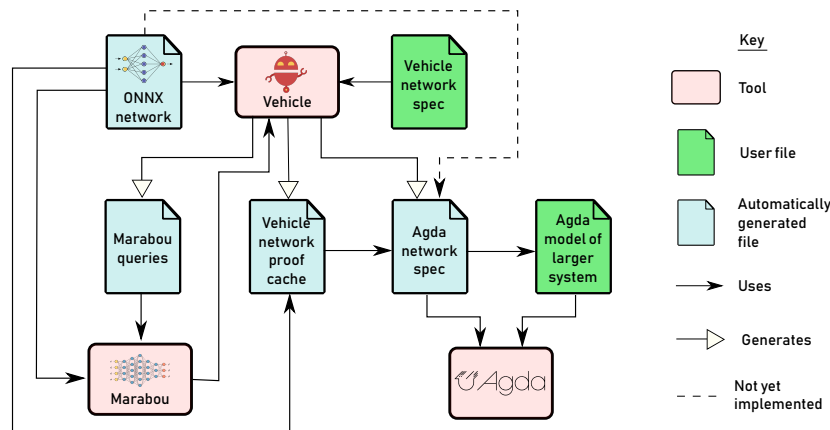 ONNX
network
Vehicle
Vehicle
network
spec
Marabou
queries
Vehicle
network
proof
cache
Agda
network
spec
Agda
model of
larger
system
Marabou
Agda
Key
Tool
User file
Automatically
generated
file
Uses
Generates
Not yet
implemented